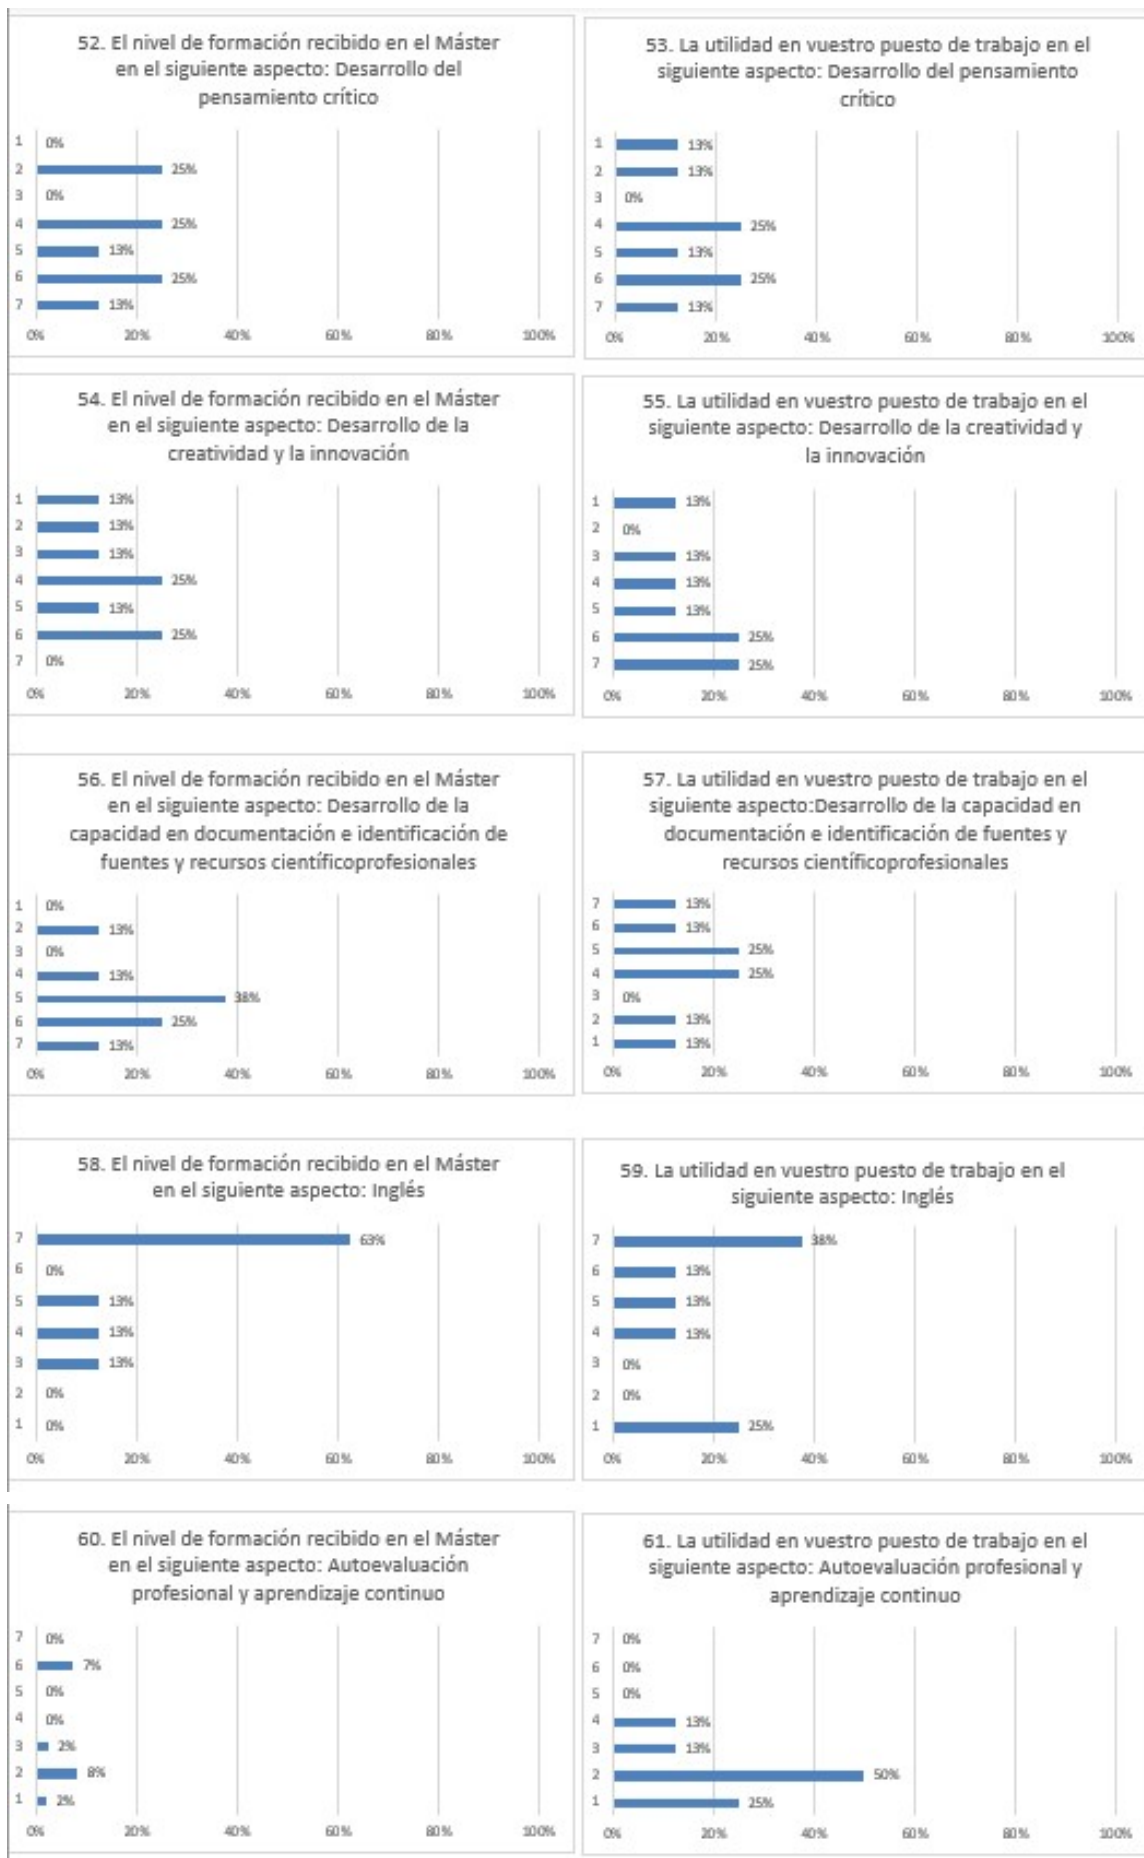 52. El nivel de formación recibido en el Máster
en el siguiente aspecto: Desarrollo del
pensamiento crítico
1 0%
2 25%
3 0%
4 25%
5 13%
6 25%
7 13%
0% 20% 40% 60% 80% 100%
53. La utilidad en vuestro puesto de trabajo en el
siguiente aspecto: Desarrollo del pensamiento
crítico
1 13%
2 13%
3 0%
4 25%
5 13%
6 25%
7 13%
0% 20% 40% 60% 80% 100%
54. El nivel de formación recibido en el Máster
en el siguiente aspecto: Desarrollo de la
creatividad y la innovación
1 13%
2 13%
3 13%
4 25%
5 13%
6 25%
7 0%
0% 20% 40% 60% 80% 100%
55. La utilidad en vuestro puesto de trabajo en el
siguiente aspecto: Desarrollo de la creatividad y
la innovación
1 13%
2 0%
3 13%
4 13%
5 13%
6 25%
7 25%
0% 20% 40% 60% 80% 100%
56. El nivel de formación recibido en el Máster
en el siguiente aspecto: Desarrollo de la
capacidad en documentación e identificación de
fuentes y recursos científicoprofesionales
1 0%
2 13%
3 0%
4 13%
5 38%
6 25%
7 13%
0% 20% 40% 60% 80% 100%
57. La utilidad en vuestro puesto de trabajo en el
siguiente aspecto:Desarrollo de la capacidad en
documentación e identificación de fuentes y
recursos científicoprofesionales
7 13%
6 13%
5 25%
4 25%
3 0%
2 13%
1 13%
0% 20% 40% 60% 80% 100%
58. El nivel de formación recibido en el Máster
en el siguiente aspecto: Inglés
7 63%
6 0%
5 13%
4 13%
3 13%
2 0%
1 0%
0% 20% 40% 60% 80% 100%
59. La utilidad en vuestro puesto de trabajo en el
siguiente aspecto: Inglés
7 38%
6 13%
5 13%
4 13%
3 0%
2 0%
1 25%
0% 20% 40% 60% 80% 100%
60. El nivel de formación recibido en el Máster
en el siguiente aspecto: Autoevaluación
profesional y aprendizaje continuo
7 0%
6 7%
5 0%
4 0%
3 2%
2 8%
1 2%
0% 20% 40% 60% 80% 100%
61. La utilidad en vuestro puesto de trabajo en el
siguiente aspecto: Autoevaluación profesional y
aprendizaje continuo
7 0%
6 0%
5 0%
4 13%
3 13%
2 50%
1 25%
0% 20% 40% 60% 80% 100%